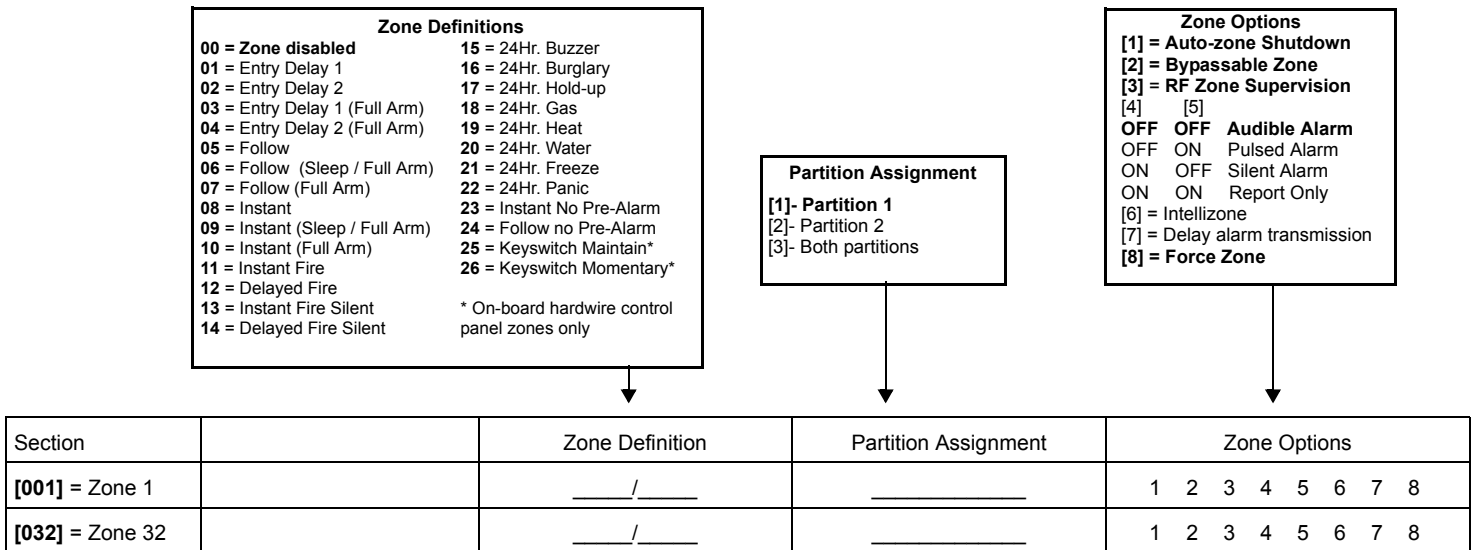 Zone Definitions
00 = Zone disabled
01 = Entry Delay 1
02 = Entry Delay 2
03 = Entry Delay 1 (Full Arm)
04 = Entry Delay 2 (Full Arm)
05 = Follow
06 = Follow (Sleep / Full Arm)
07 = Follow (Full Arm)
08 = Instant
09 = Instant (Sleep / Full Arm)
10 = Instant (Full Arm)
11 = Instant Fire
12 = Delayed Fire
13 = Instant Fire Silent
14 = Delayed Fire Silent
15 = 24Hr. Buzzer
16 = 24Hr. Burglary
17 = 24Hr. Hold-up
18 = 24Hr. Gas
19 = 24Hr. Heat
20 = 24Hr. Water
21 = 24Hr. Freeze
22 = 24Hr. Panic
23 = Instant No Pre-Alarm
24 = Follow no Pre-Alarm
25 = Keyswitch Maintain*
26 = Keyswitch Momentary*
* On-board hardwire control
panel zones only
Partition Assignment
[1]- Partition 1
[2]- Partition 2
[3]- Both partitions
Zone Options
[1] = Auto-zone Shutdown
[2] = Bypassable Zone
[3] = RF Zone Supervision
[4] [5]
OFF OFF Audible Alarm
OFF ON Pulsed Alarm
ON OFF Silent Alarm
ON ON Report Only
[6] = Intellizone
[7] = Delay alarm transmission
[8] = Force Zone
Section Zone Definition Partition Assignment Zone Options
[001] = Zone 1 _____/_____ _____________ 1 2 3 4 5 6 7 8
[032] = Zone 32 _____/_____ _____________ 1 2 3 4 5 6 7 8